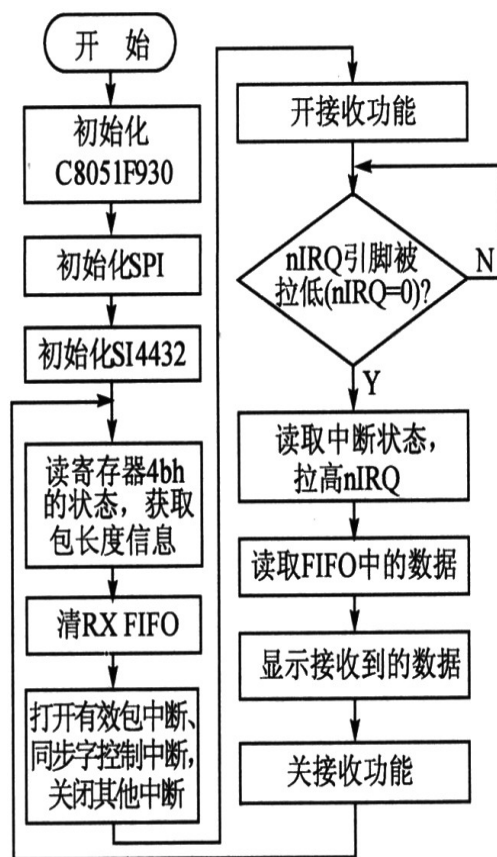 开 始
初始化
C8051F930
初始化SPI
初始化SI4432
读寄存器4bh
的状态，获取
包长度信息
清RX FIFO
打开有效包中断、
同步字控制中断，
关闭其他中断
开接收功能
nIRQ引脚被
拉低(nIRQ=0)?
N
Y
读取中断状态，
拉高nIRQ
读取FIFO中的数据
显示接收到的数据
关接收功能